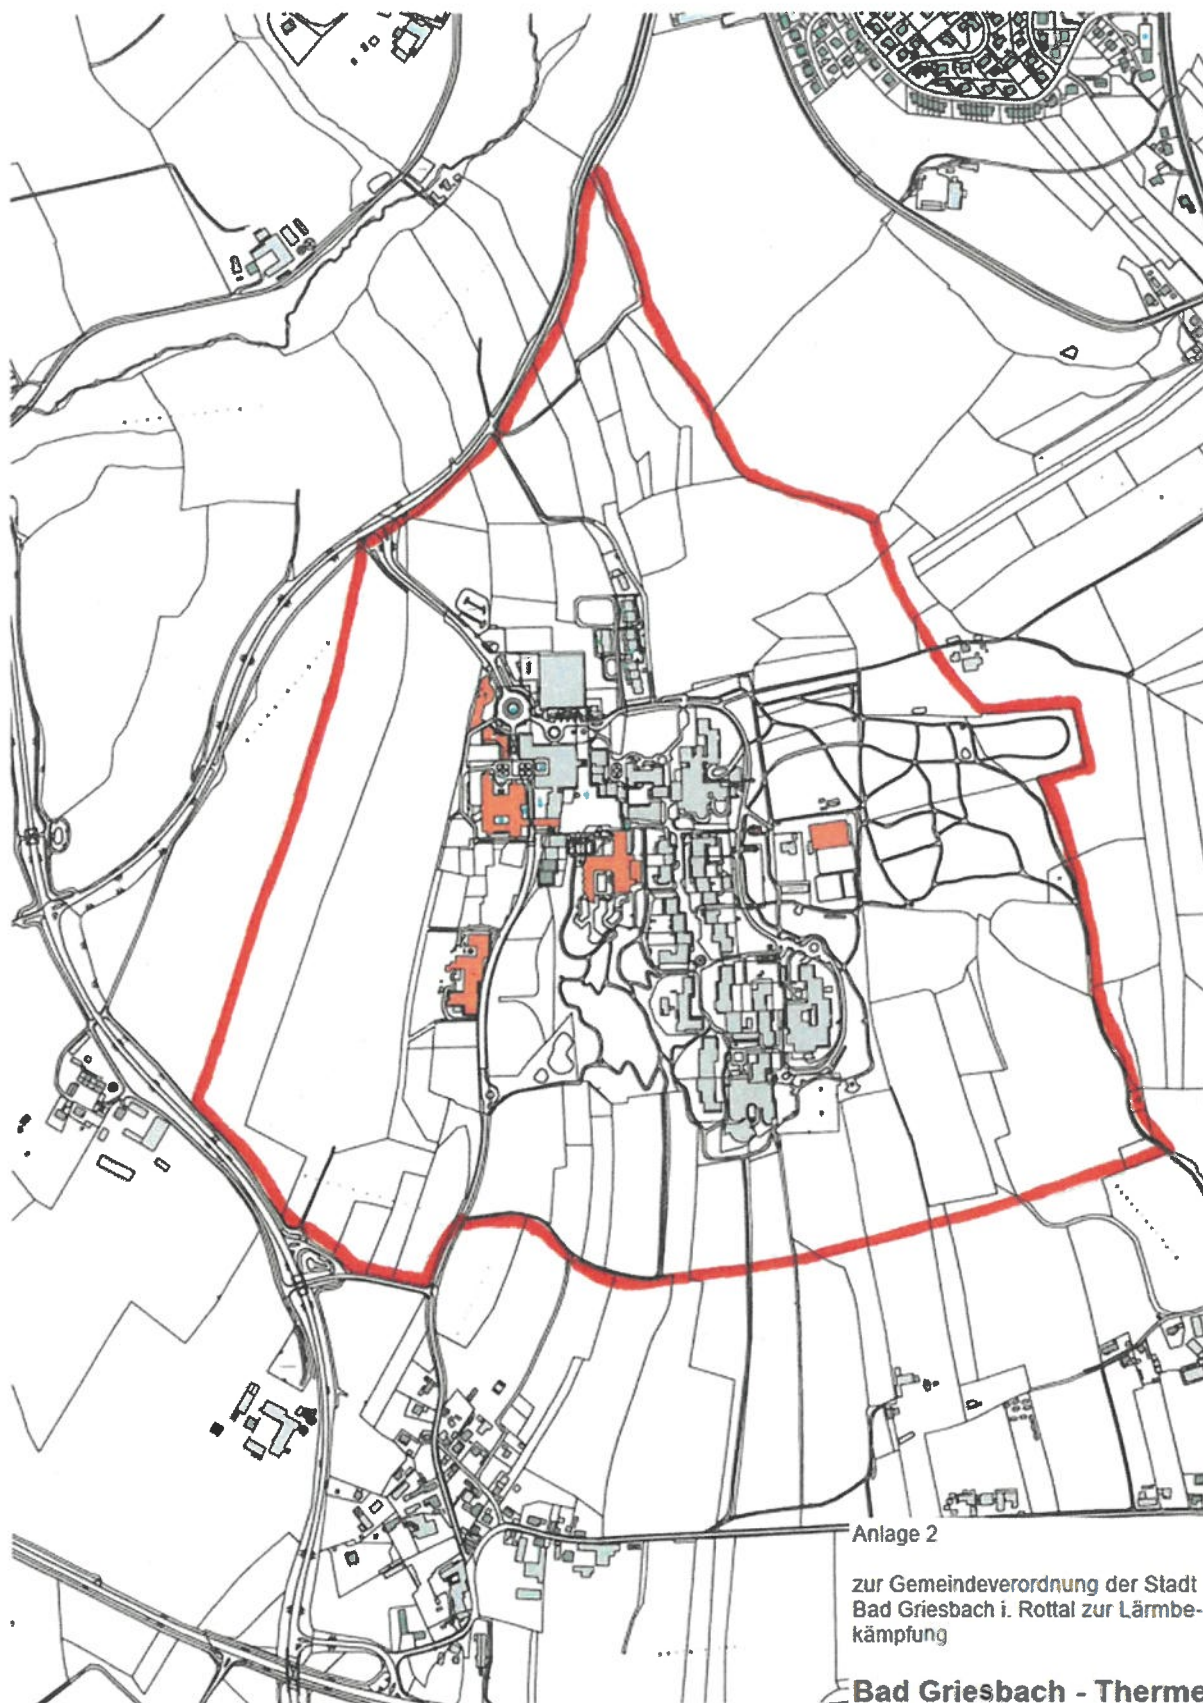 Anlage 2
zur Gemeindeverordnung der Stadt
Bad Griesbach i. Rottal zur Lärmbe-
kämpfung
Bad Griesbach - Therme